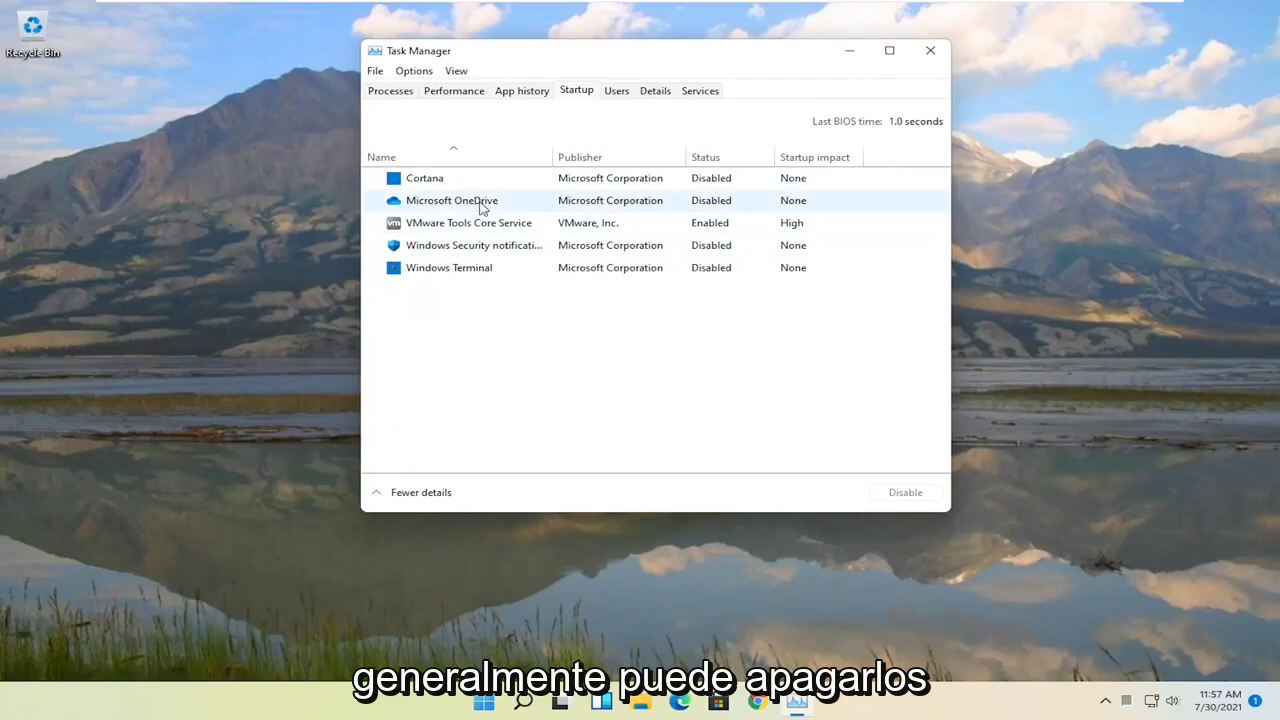 Recycle Bin
Task Manager
File Options View
Processes Performance App history Startup Users Details Services
Last BIOS time: 1.0 seconds
Name Publisher Status Startup impact
Cortana Microsoft Corporation Disabled None
Microsoft OneDrive Microsoft Corporation Disabled None
vm VMware Tools Core Service VMware, Inc. Enabled High
Windows Security notificati... Microsoft Corporation Disabled None
Windows Terminal Microsoft Corporation Disabled None
Fewer details Disable
generalmente puede apagarlos
11:57 AM
7/30/2021
1